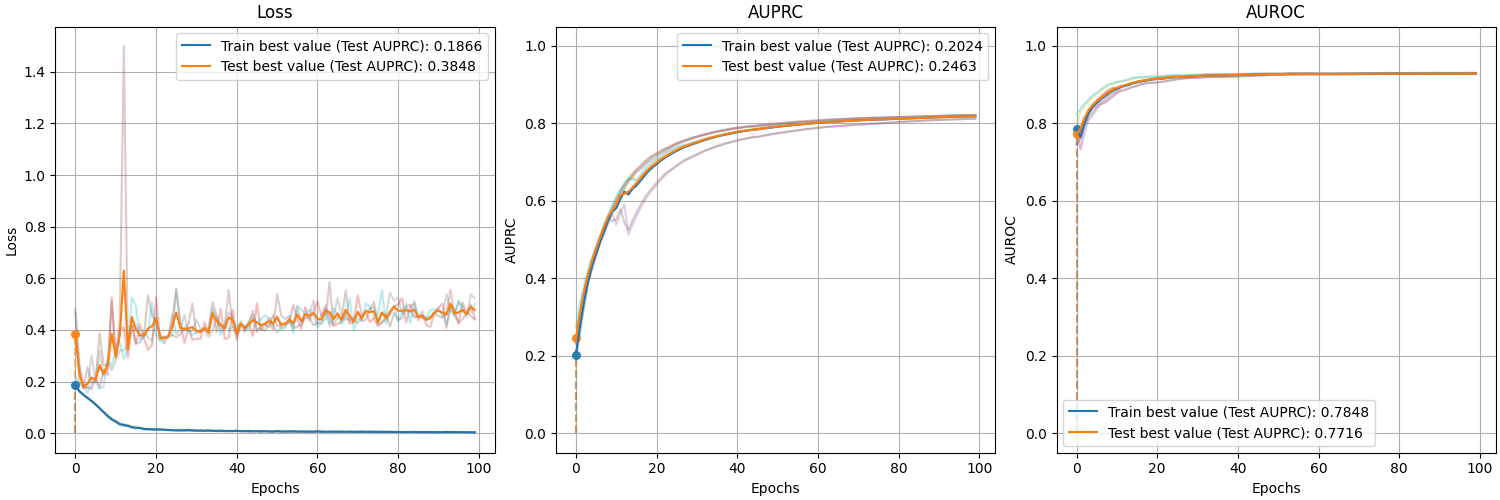 Loss
Train best value (Test AUPRC): 0.1866
Test best value (Test AUPRC): 0.3848
1.4
1.2
1.0
0.8
0.6
0.4
0.2
0.0
Loss
0 20 40 60 80 100
Epochs
AUPRC
Train best value (Test AUPRC): 0.2024
Test best value (Test AUPRC): 0.2463
1.0
0.8
0.6
0.4
0.2
0.0
AUPRC
0 20 40 60 80 100
Epochs
AUROC
1.0
0.8
0.6
0.4
0.2
0.0
AUROC
Train best value (Test AUPRC): 0.7848
Test best value (Test AUPRC): 0.7716
0 20 40 60 80 100
Epochs